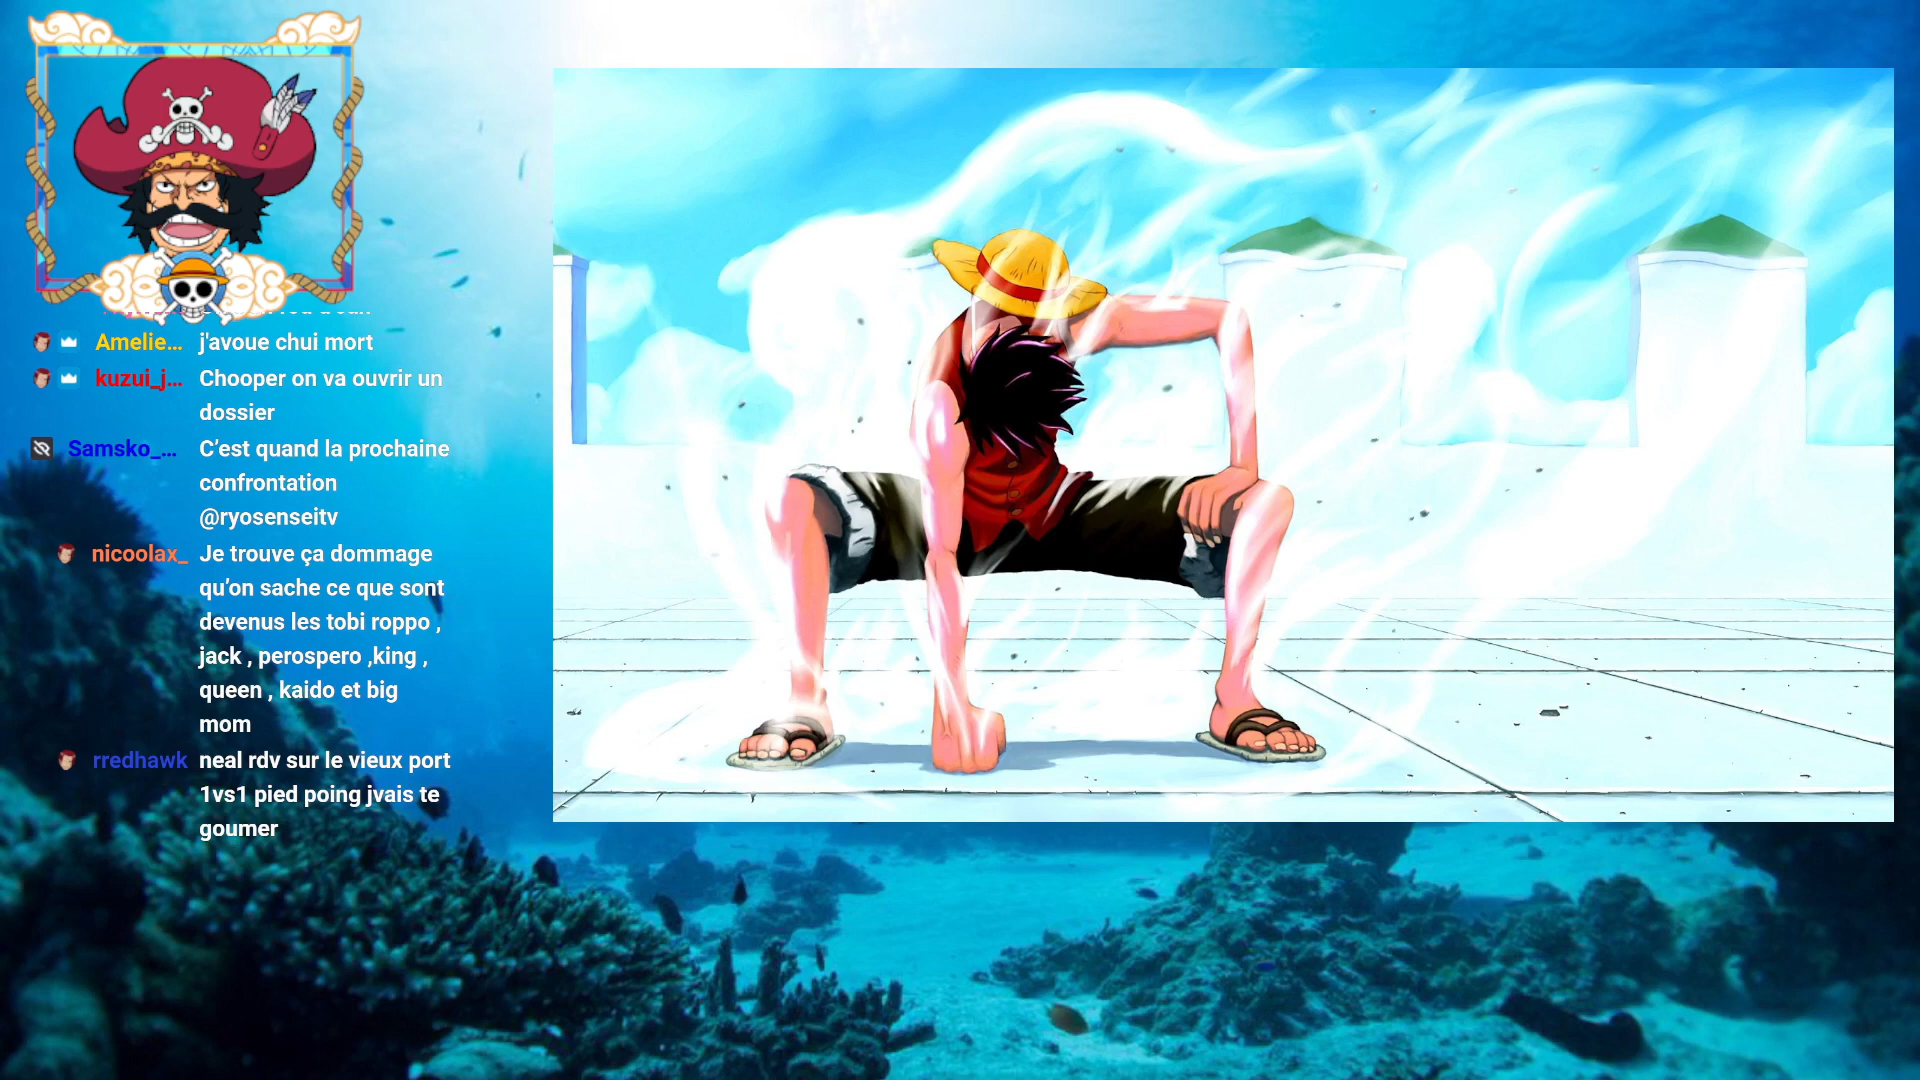 Amelie... j'avoue chui mort
kuzui_j... Chooper on va ouvrir un
dossier
Samsko_... C’est quand la prochaine
confrontation
@ryosenseitv
nicoolax_ Je trouve ça dommage
qu’on sache ce que sont
devenus les tobi roppo ,
jack , perospero ,king ,
queen , kaido et big
mom
rredhawk neal rdv sur le vieux port
1vs1 pied poing jvais te
goumer